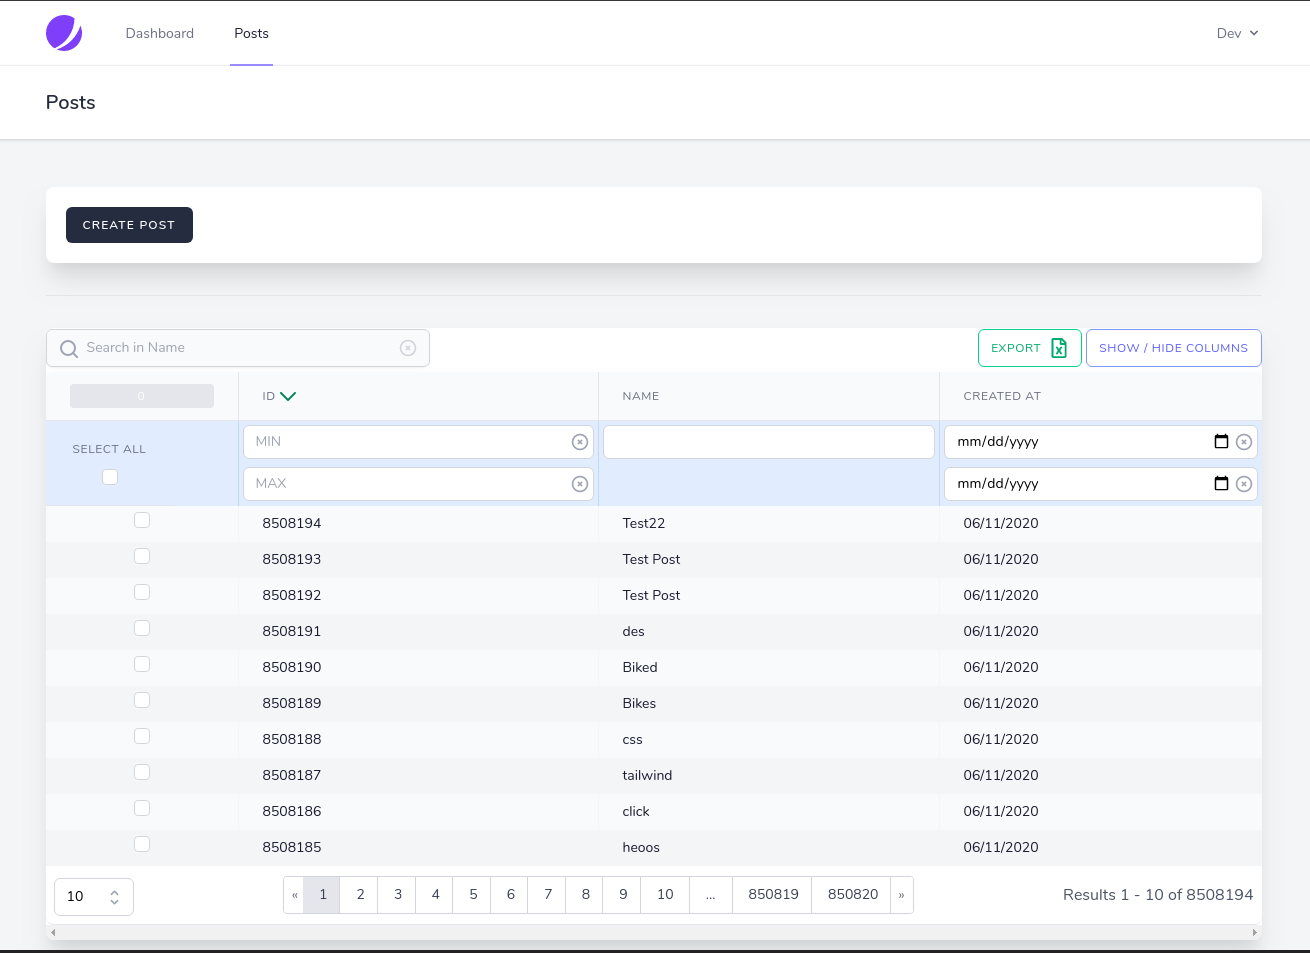 Dashboard Posts Dev
Posts
CREATE POST
Search in Name EXPORT SHOW / HIDE COLUMNS
0 ID NAME CREATED AT
SELECT ALL MIN mm/dd/yyyy
MAX mm/dd/yyyy
8508194 Test22 06/11/2020
8508193 Test Post 06/11/2020
8508192 Test Post 06/11/2020
8508191 des 06/11/2020
8508190 Biked 06/11/2020
8508189 Bikes 06/11/2020
8508188 css 06/11/2020
8508187 tailwind 06/11/2020
8508186 click 06/11/2020
8508185 heoos 06/11/2020
10 « 1 2 3 4 5 6 7 8 9 10 ... 850819 850820 » Results 1 - 10 of 8508194